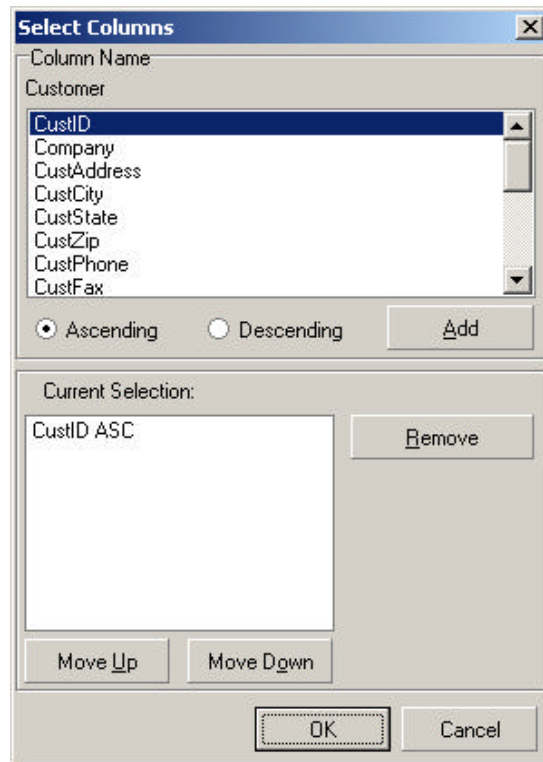 Select Columns
Column Name
Customer
CustID
Company
CustAddress
CustCity
CustState
CustZip
CustPhone
CustFax
Ascending Descending Add
Current Selection:
CustID ASC
Remove
Move Up Move Down
OK Cancel